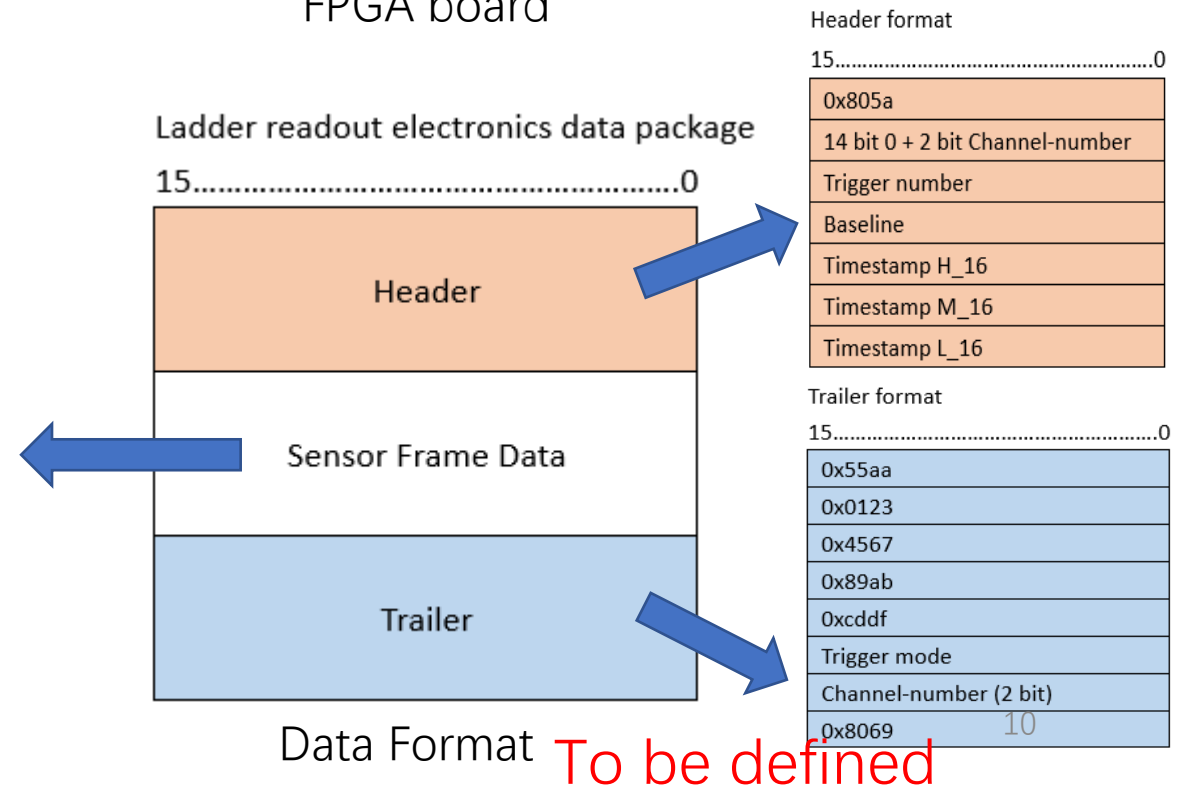 FPGA board
Ladder readout electronics data package
15...........................................................0
Header
Sensor Frame Data
Trailer
Data Format
To be defined
Header format
15...........................................................0
0x805a
14 bit 0 + 2 bit Channel-number
Trigger number
Baseline
Timestamp H_16
Timestamp M_16
Timestamp L_16
Trailer format
15...........................................................0
0x55aa
0x0123
0x4567
0x89ab
0xcddf
Trigger mode
Channel-number (2 bit)
0x8069
10